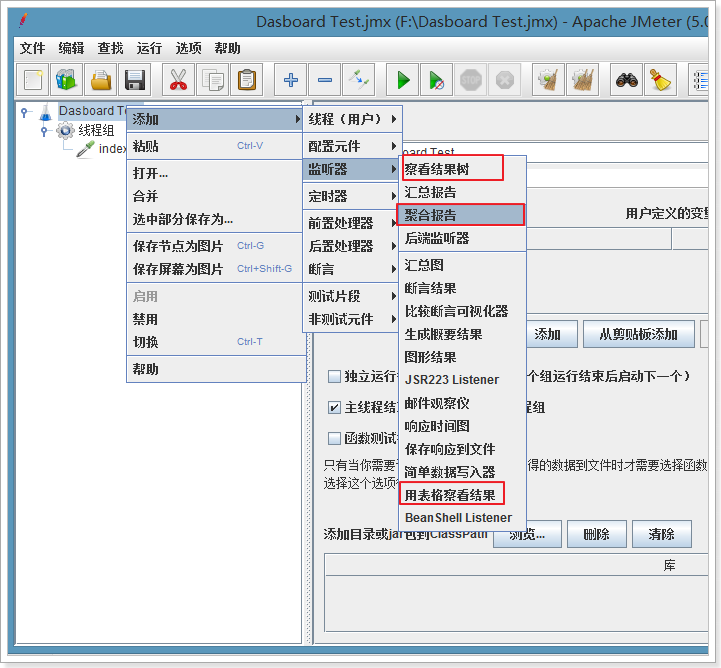 Dasboard Test.jmx (F:\Dasboard Test.jmx) - Apache JMeter (5.0
文件 编辑 查找 运行 选项 帮助
STOP
Dasboard Te
线程组
index
添加
粘贴 Ctrl-V
打开...
合并
选中部分保存为...
保存节点为图片 Ctrl-G
保存屏幕为图片 Ctrl+Shift-G
启用
禁用
切换 Ctrl-T
帮助
线程（用户）
配置元件
监听器
定时器
前置处理器
后置处理器
断言
测试片段
非测试元件
察看结果树
汇总报告
聚合报告
后端监听器
汇总图
断言结果
比较断言可视化器
生成概要结果
图形结果
JSR223 Listener
邮件观察仪
响应时间图
保存响应到文件
简单数据写入器
用表格察看结果
BeanShell Listener
用户定义的变
添加 从剪贴板添加
独立运行 个组运行结束后启动下一个）
主线程结 程组
函数测试
只有当你需要 得的数据到文件时才需要选择函数
选择这个选项
添加目录或jar包到ClassPath 浏览... 删除 清除
库